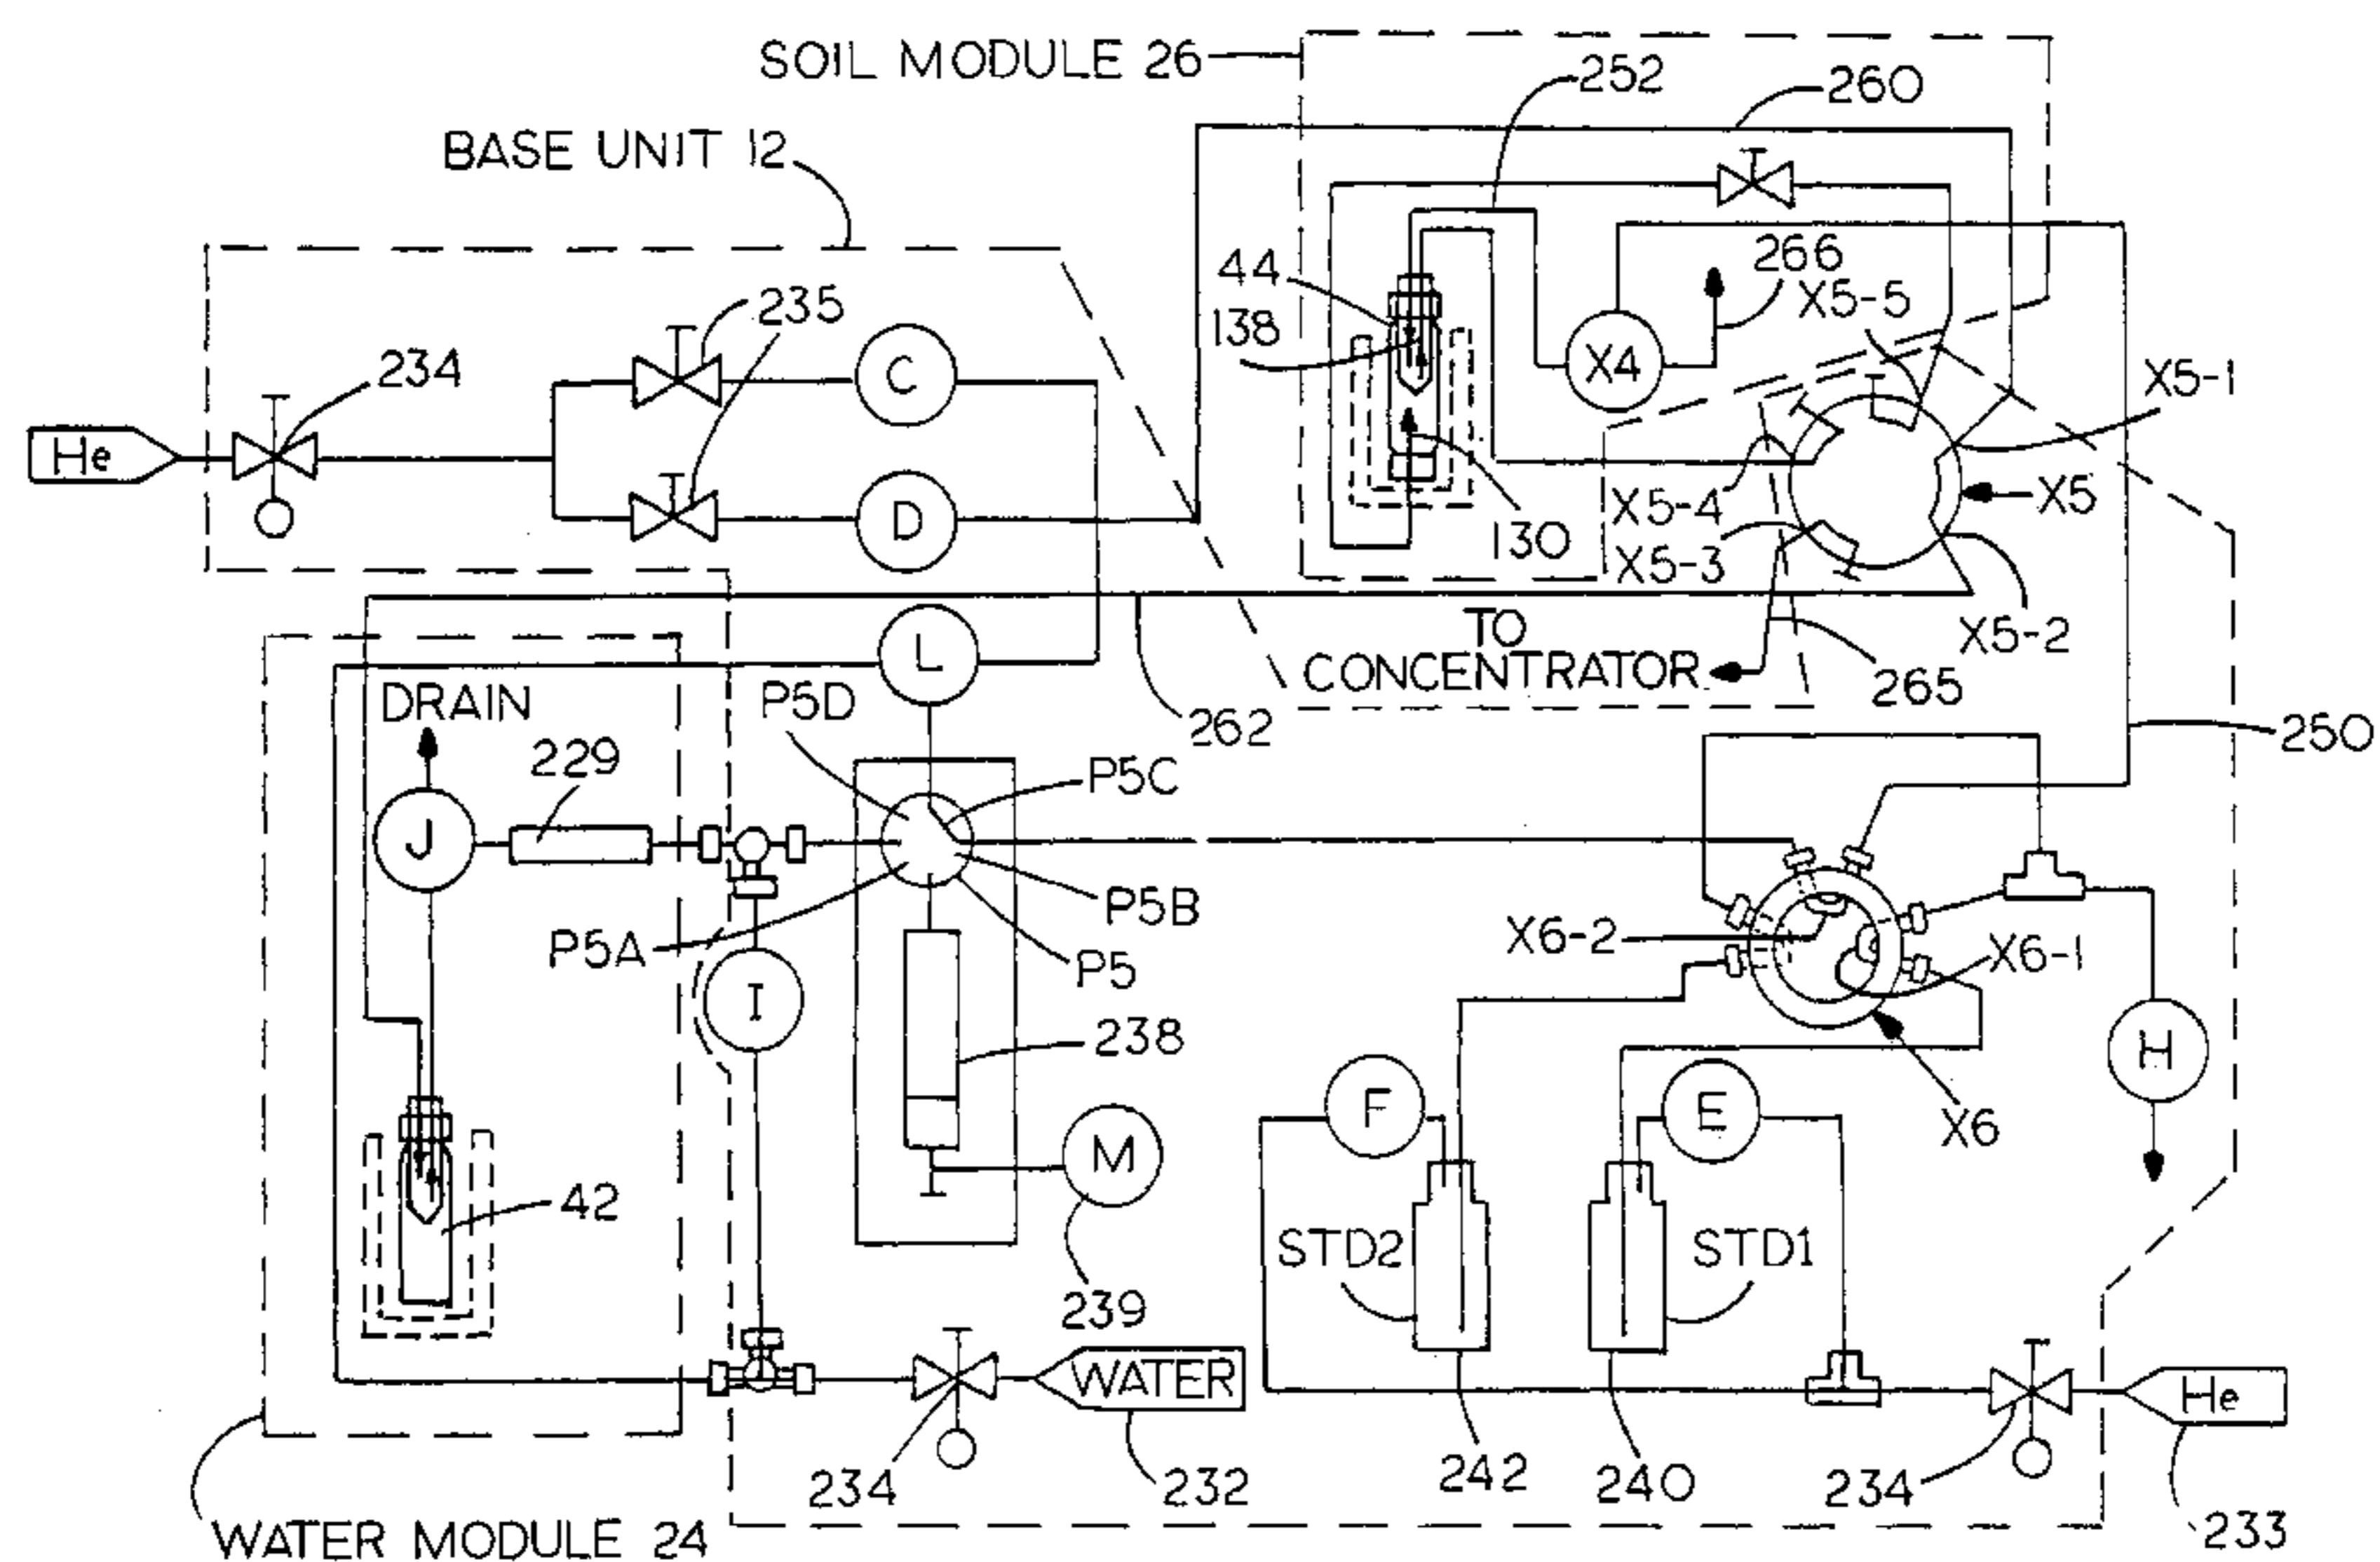 SOIL MODULE 26
252
260
BASE UNIT 12
266
X5-5
44
138
235
X5-1
234
C
X4
He
X5-4
X5
D
130
X5-3
X5-2
TO
CONCENTRATOR
L
265
DRAIN
P5D
262
250
229
P5C
J
P5B
X6-2
X6-1
P5A
P5
I
238
H
F
E
X6
M
42
STD2
STD1
239
WATER
He
234
232
242
240
234
233
WATER MODULE 24